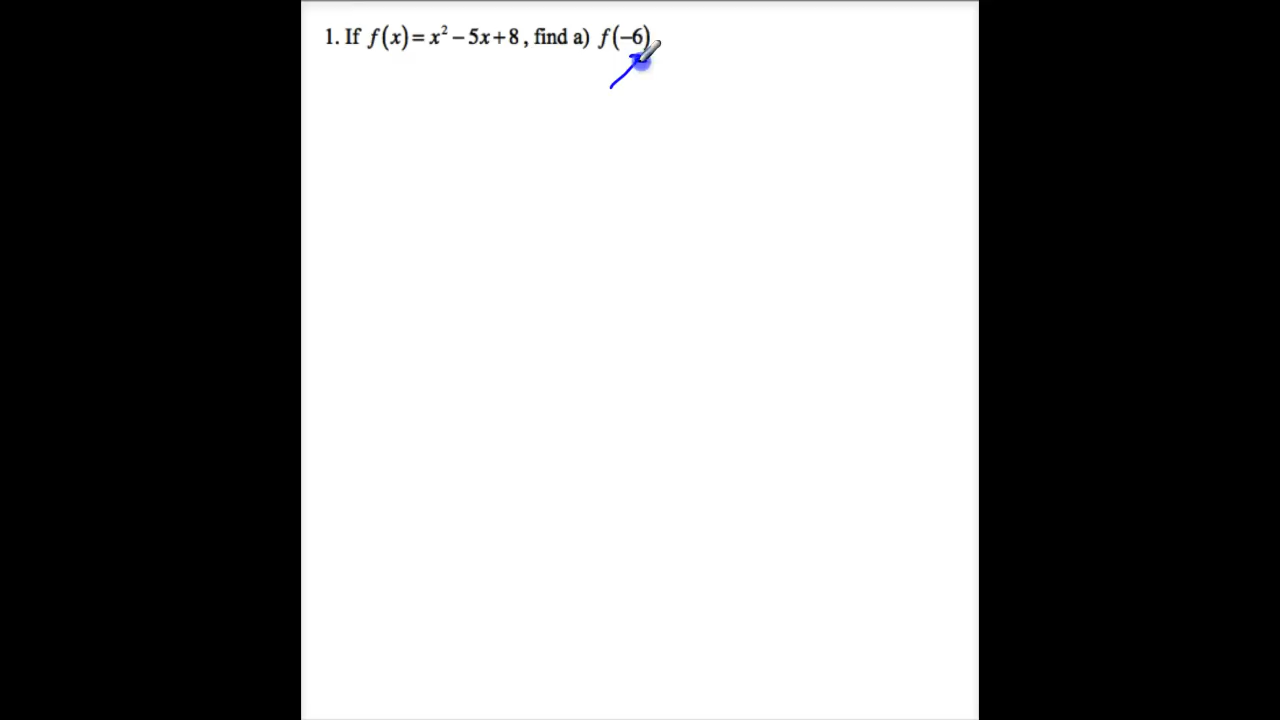 1. If f(x) = x² − 5x + 8, find a) f(−6)